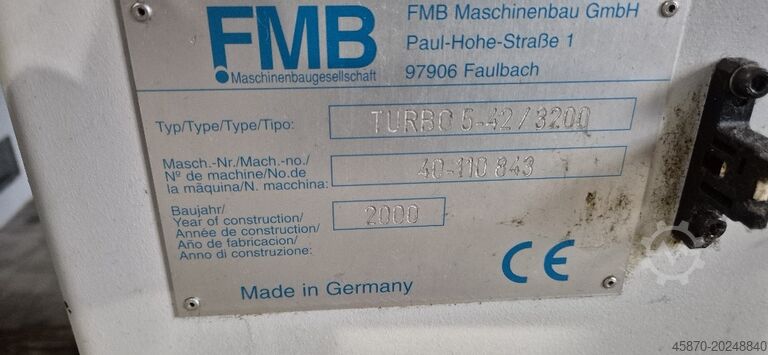 FMB
Maschinenbaugesellschaft
FMB Maschinenbau GmbH
Paul-Hohe-Straße 1
97906 Faulbach
Typ/Type/Type/Tipo: TURBO 5-42/3200
Masch.-Nr./Mach.-no./
Nº de machine/No.de
la màquina/N. macchina: 40-110 843
Baujahr/
Year of construction/
Année de construction/
Año de fabricacion/
Anno di construzione: 2000
CE
Made in Germany
45870-20248840